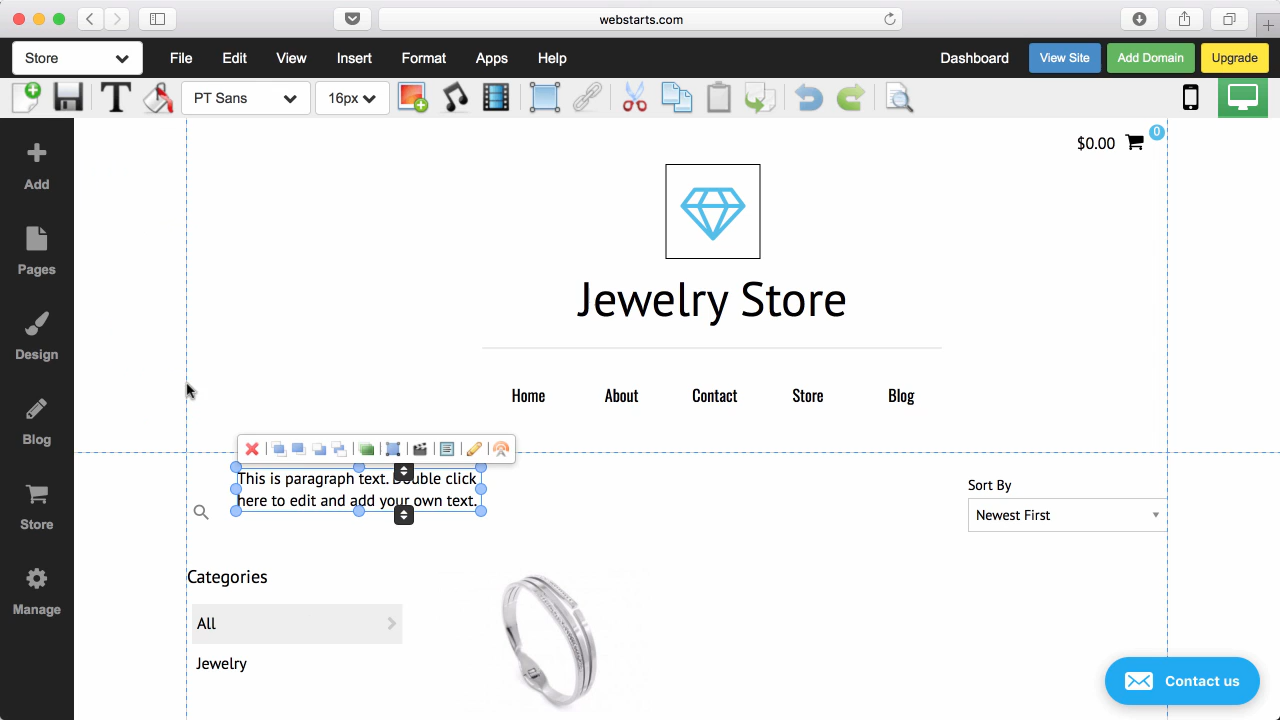 webstarts.com
Store File Edit View Insert Format Apps Help Dashboard View Site Add Domain Upgrade
T PT Sans 16px
$0.00 0
Add
Pages
Design
Blog
Store
Manage
Jewelry Store
Home About Contact Store Blog
This is paragraph text. Double click
here to edit and add your own text.
Sort By
Newest First
Categories
All
Jewelry
Contact us